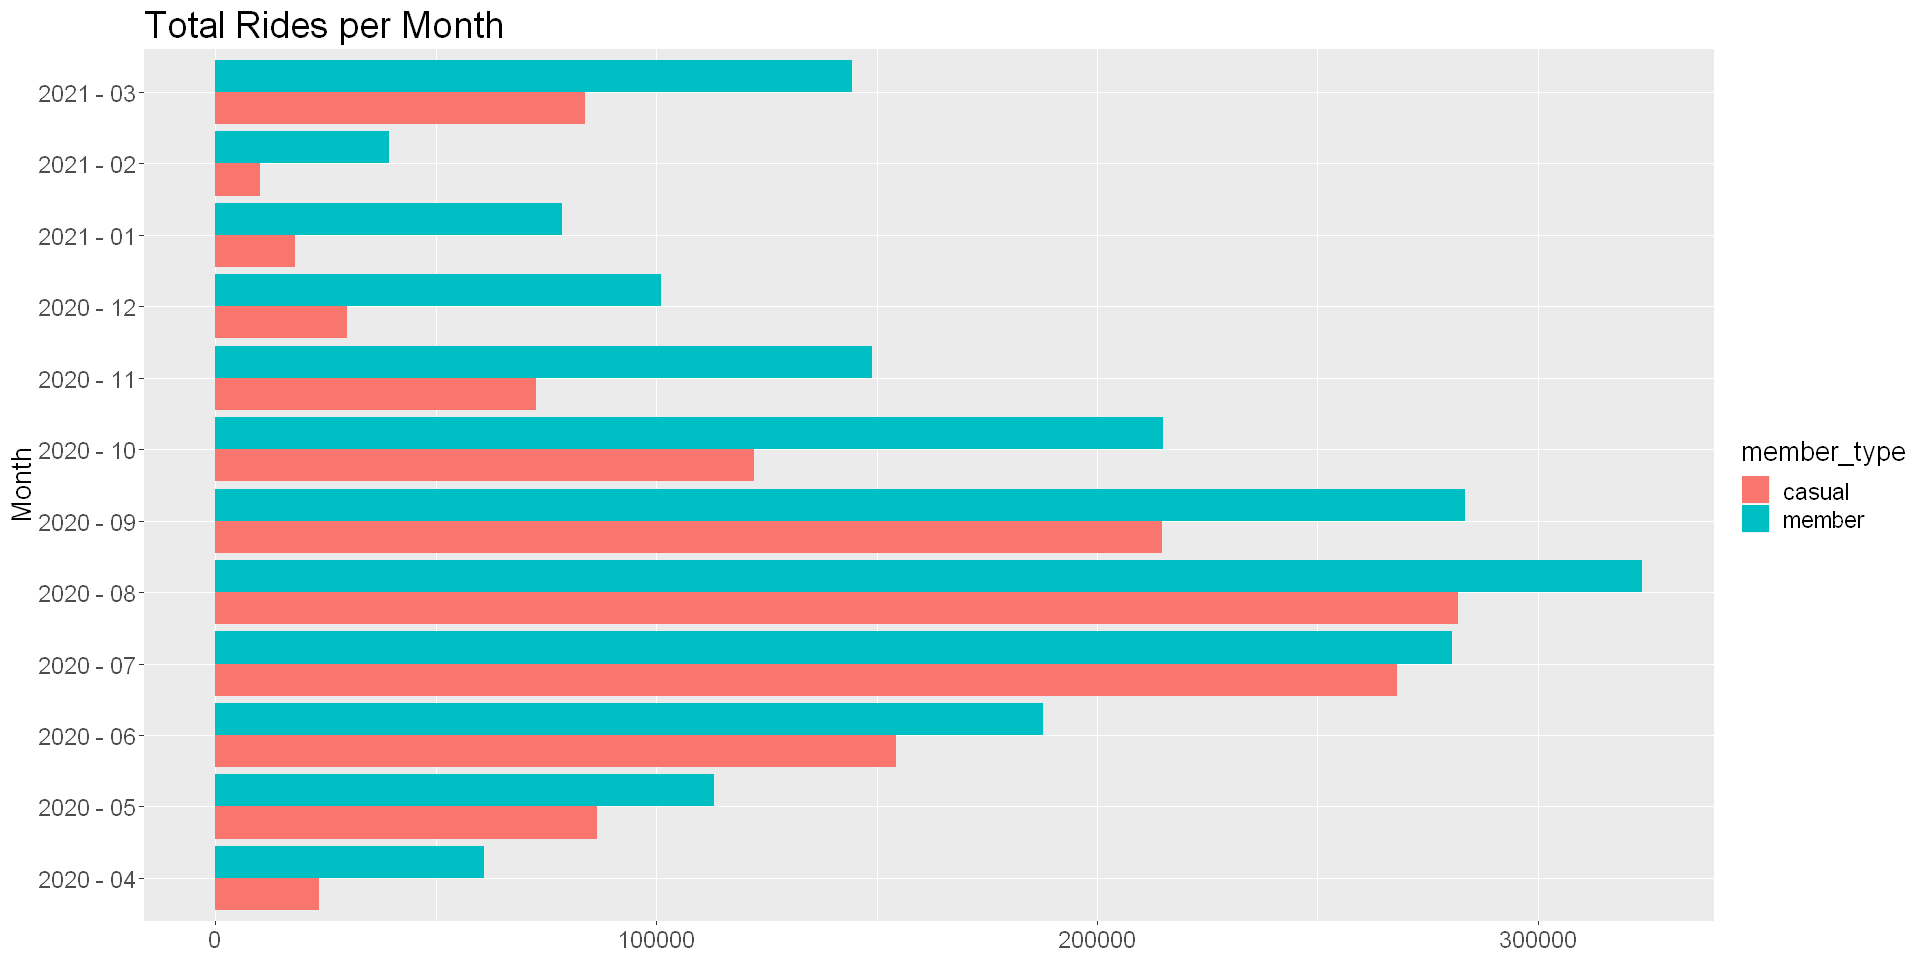 Total Rides per Month
2021 - 03
2021 - 02
2021 - 01
2020 - 12
2020 - 11
2020 - 10
2020 - 09
2020 - 08
2020 - 07
2020 - 06
2020 - 05
2020 - 04
Month
0
100000
200000
300000
member_type
casual
member